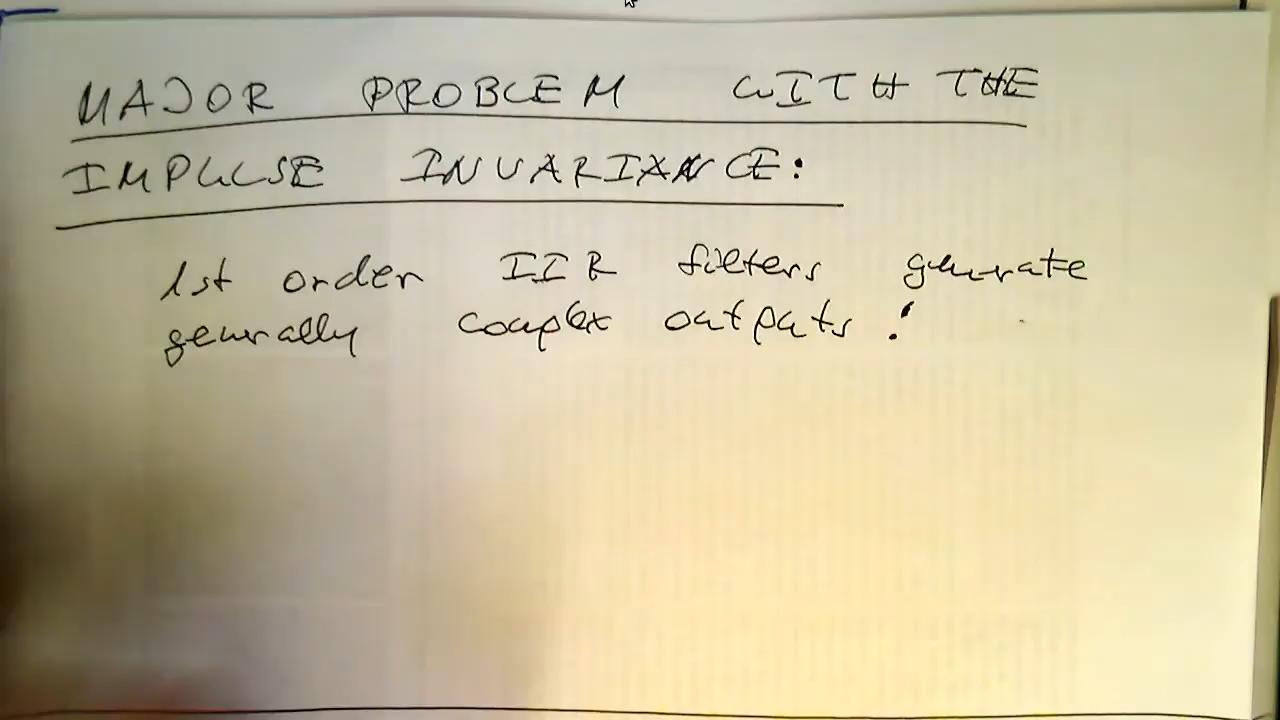 MAJOR PROBLEM WITH THE
IMPULSE INVARIANCE:
1st order IIR filters generate
generally complex outputs !